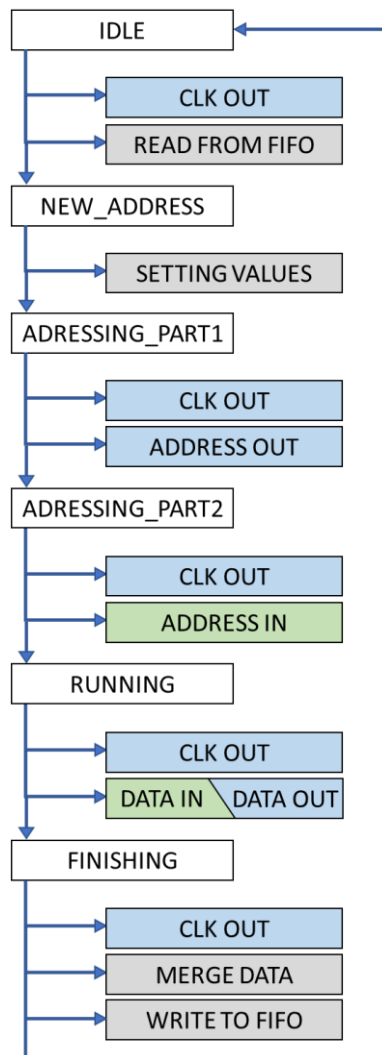 IDLE
CLK OUT
READ FROM FIFO
NEW_ADDRESS
SETTING VALUES
ADRESSING_PART1
CLK OUT
ADDRESS OUT
ADRESSING_PART2
CLK OUT
ADDRESS IN
RUNNING
CLK OUT
DATA IN DATA OUT
FINISHING
CLK OUT
MERGE DATA
WRITE TO FIFO